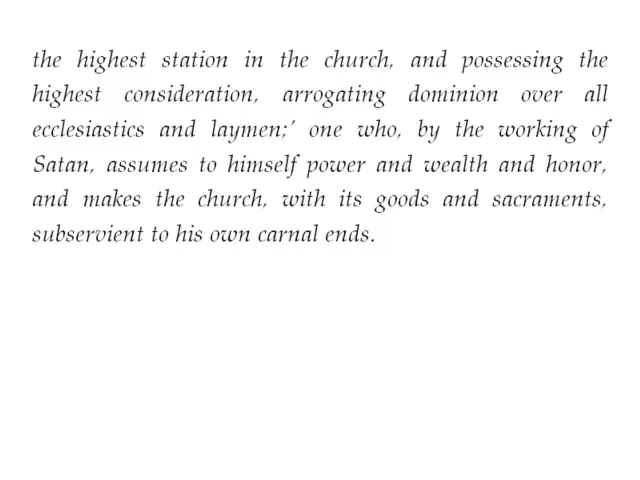 the highest station in the church, and possessing the
highest consideration, arrogating dominion over all
ecclesiastics and laymen;’ one who, by the working of
Satan, assumes to himself power and wealth and honor,
and makes the church, with its goods and sacraments,
subservient to his own carnal ends.